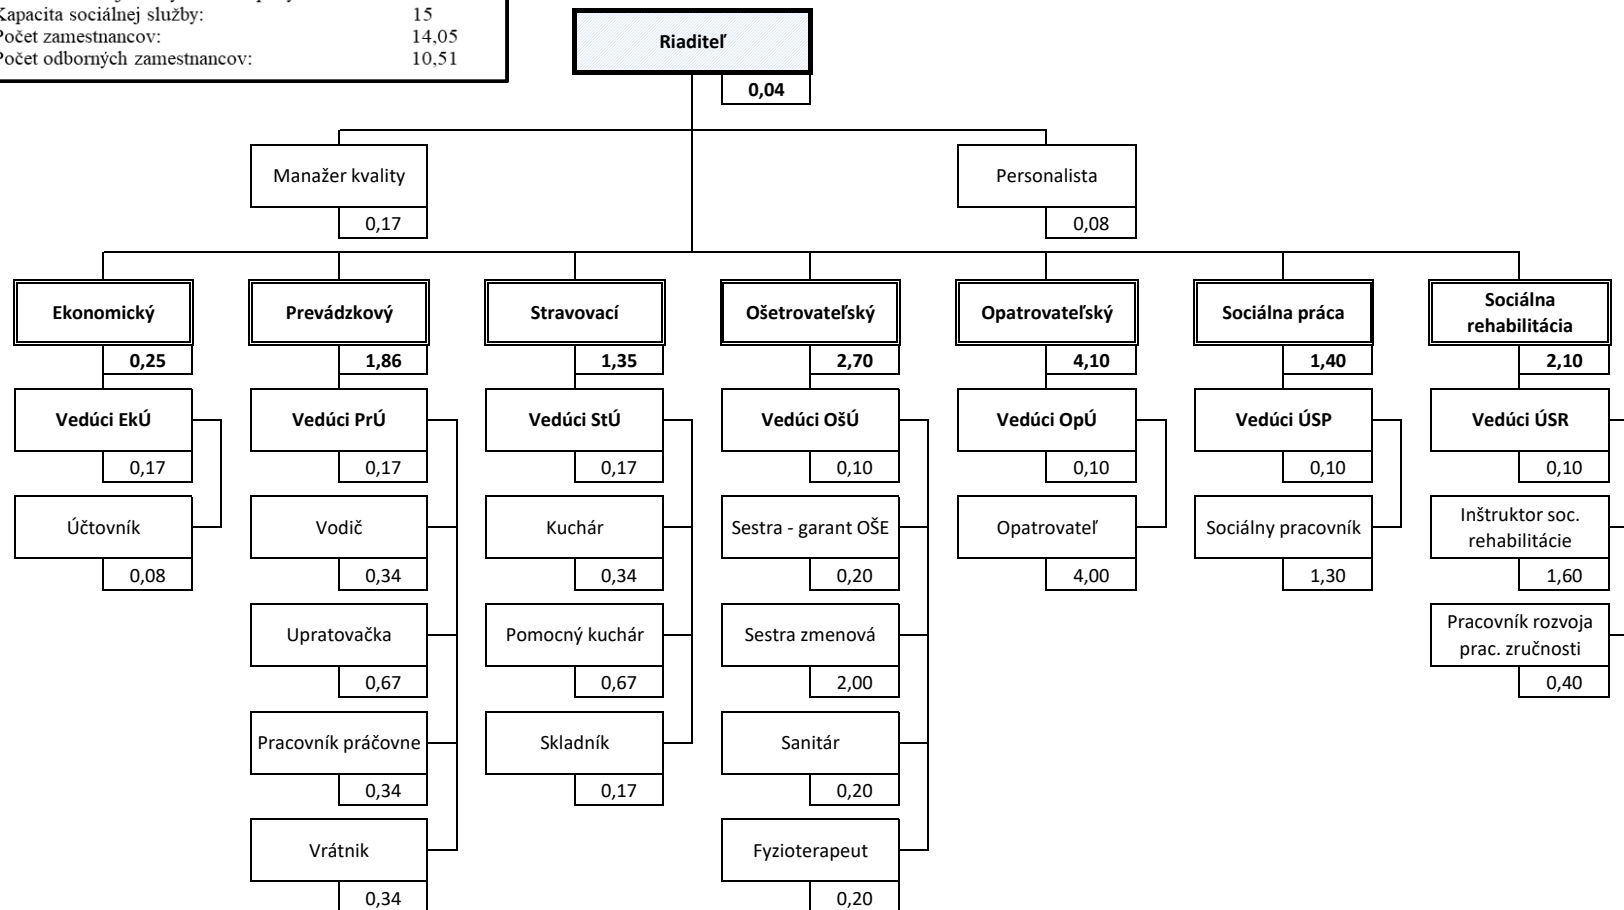 Kapacita sociálnej služby: 15
Počet zamestnancov: 14,05
Počet odborných zamestnancov: 10,51
Riaditeľ
0,04
Manažer kvality
0,17
Personalista
0,08
Ekonomický
0,25
Prevádzkový
1,86
Stravovací
1,35
Ošetrovateľský
2,70
Opatrovateľský
4,10
Sociálna práca
1,40
Sociálna
rehabilitácia
2,10
Vedúci EkÚ
0,17
Vedúci PrÚ
0,17
Vedúci StÚ
0,17
Vedúci OšÚ
0,10
Vedúci OpÚ
0,10
Vedúci ÚSP
0,10
Vedúci ÚSR
0,10
Účtovník
0,08
Vodič
0,34
Kuchár
0,34
Sestra - garant OŠE
0,20
Opatrovateľ
4,00
Sociálny pracovník
1,30
Inštruktor soc.
rehabilitácie
1,60
Upratovačka
0,67
Pomocný kuchár
0,67
Sestra zmenová
2,00
Pracovník rozvoja
prac. zručnosti
0,40
Pracovník práčovne
0,34
Skladník
0,17
Sanitár
0,20
Vrátnik
0,34
Fyzioterapeut
0,20